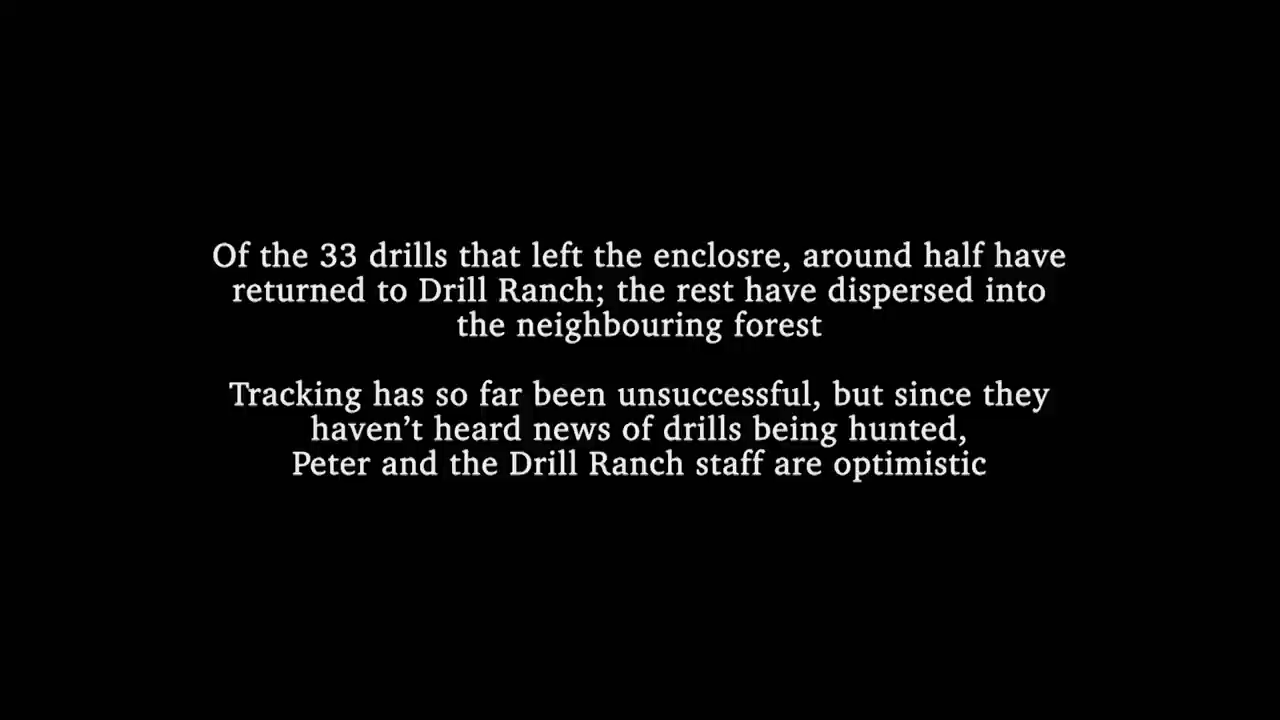 Of the 33 drills that left the enclosre, around half have
returned to Drill Ranch; the rest have dispersed into
the neighbouring forest
Tracking has so far been unsuccessful, but since they
haven’t heard news of drills being hunted,
Peter and the Drill Ranch staff are optimistic